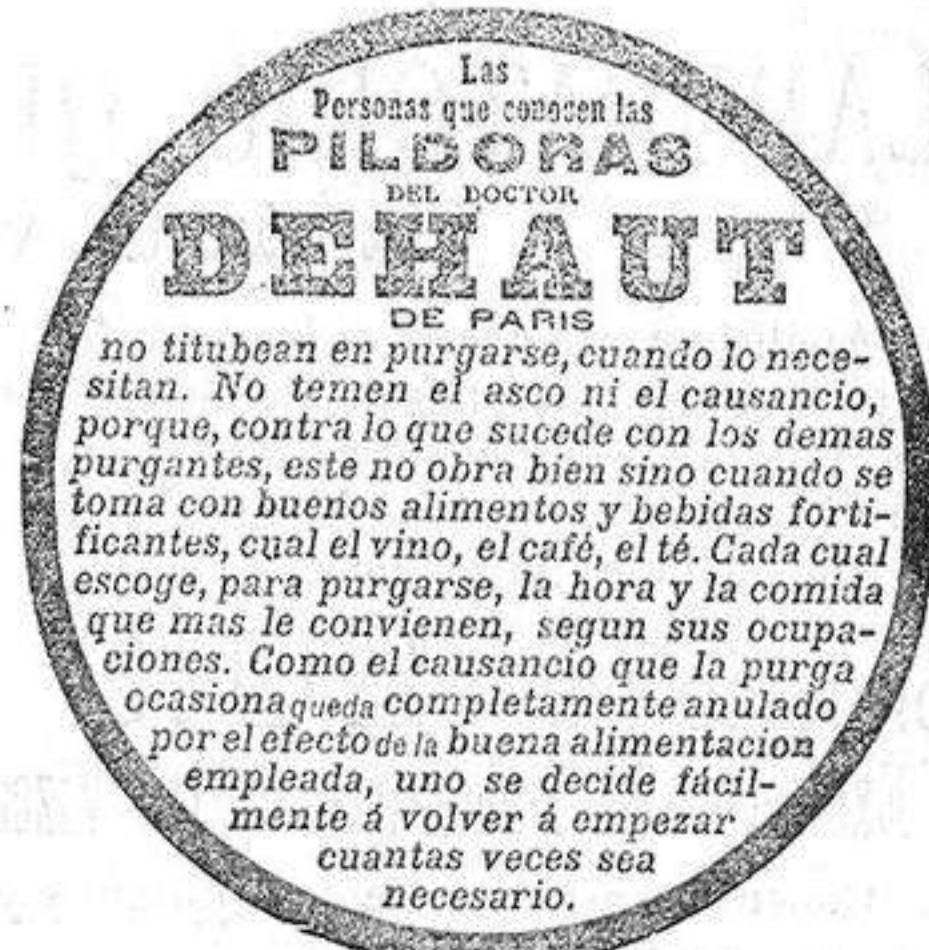 Las
Personas que conocen las
PILDORAS
DEL DOCTOR
DEHAUT
DE PARIS
no titubean en purgarse, cuando lo nece-
sitan. No temen el asco ni el causancio,
porque, contra lo que sucede con los demas
purgantes, este no obra bien sino cuando se
toma con buenos alimentos y bebidas forti-
ficantes, cual el vino, el café, el té. Cada cual
escoge, para purgarse, la hora y la comida
que mas le convienen, segun sus ocupa-
ciones. Como el causancio que la purga
ocasiona queda completamente anulado
por el efecto de la buena alimentacion
empleada, uno se decide fácil-
mente á volver á empezar
cuantas veces sea
necesario.